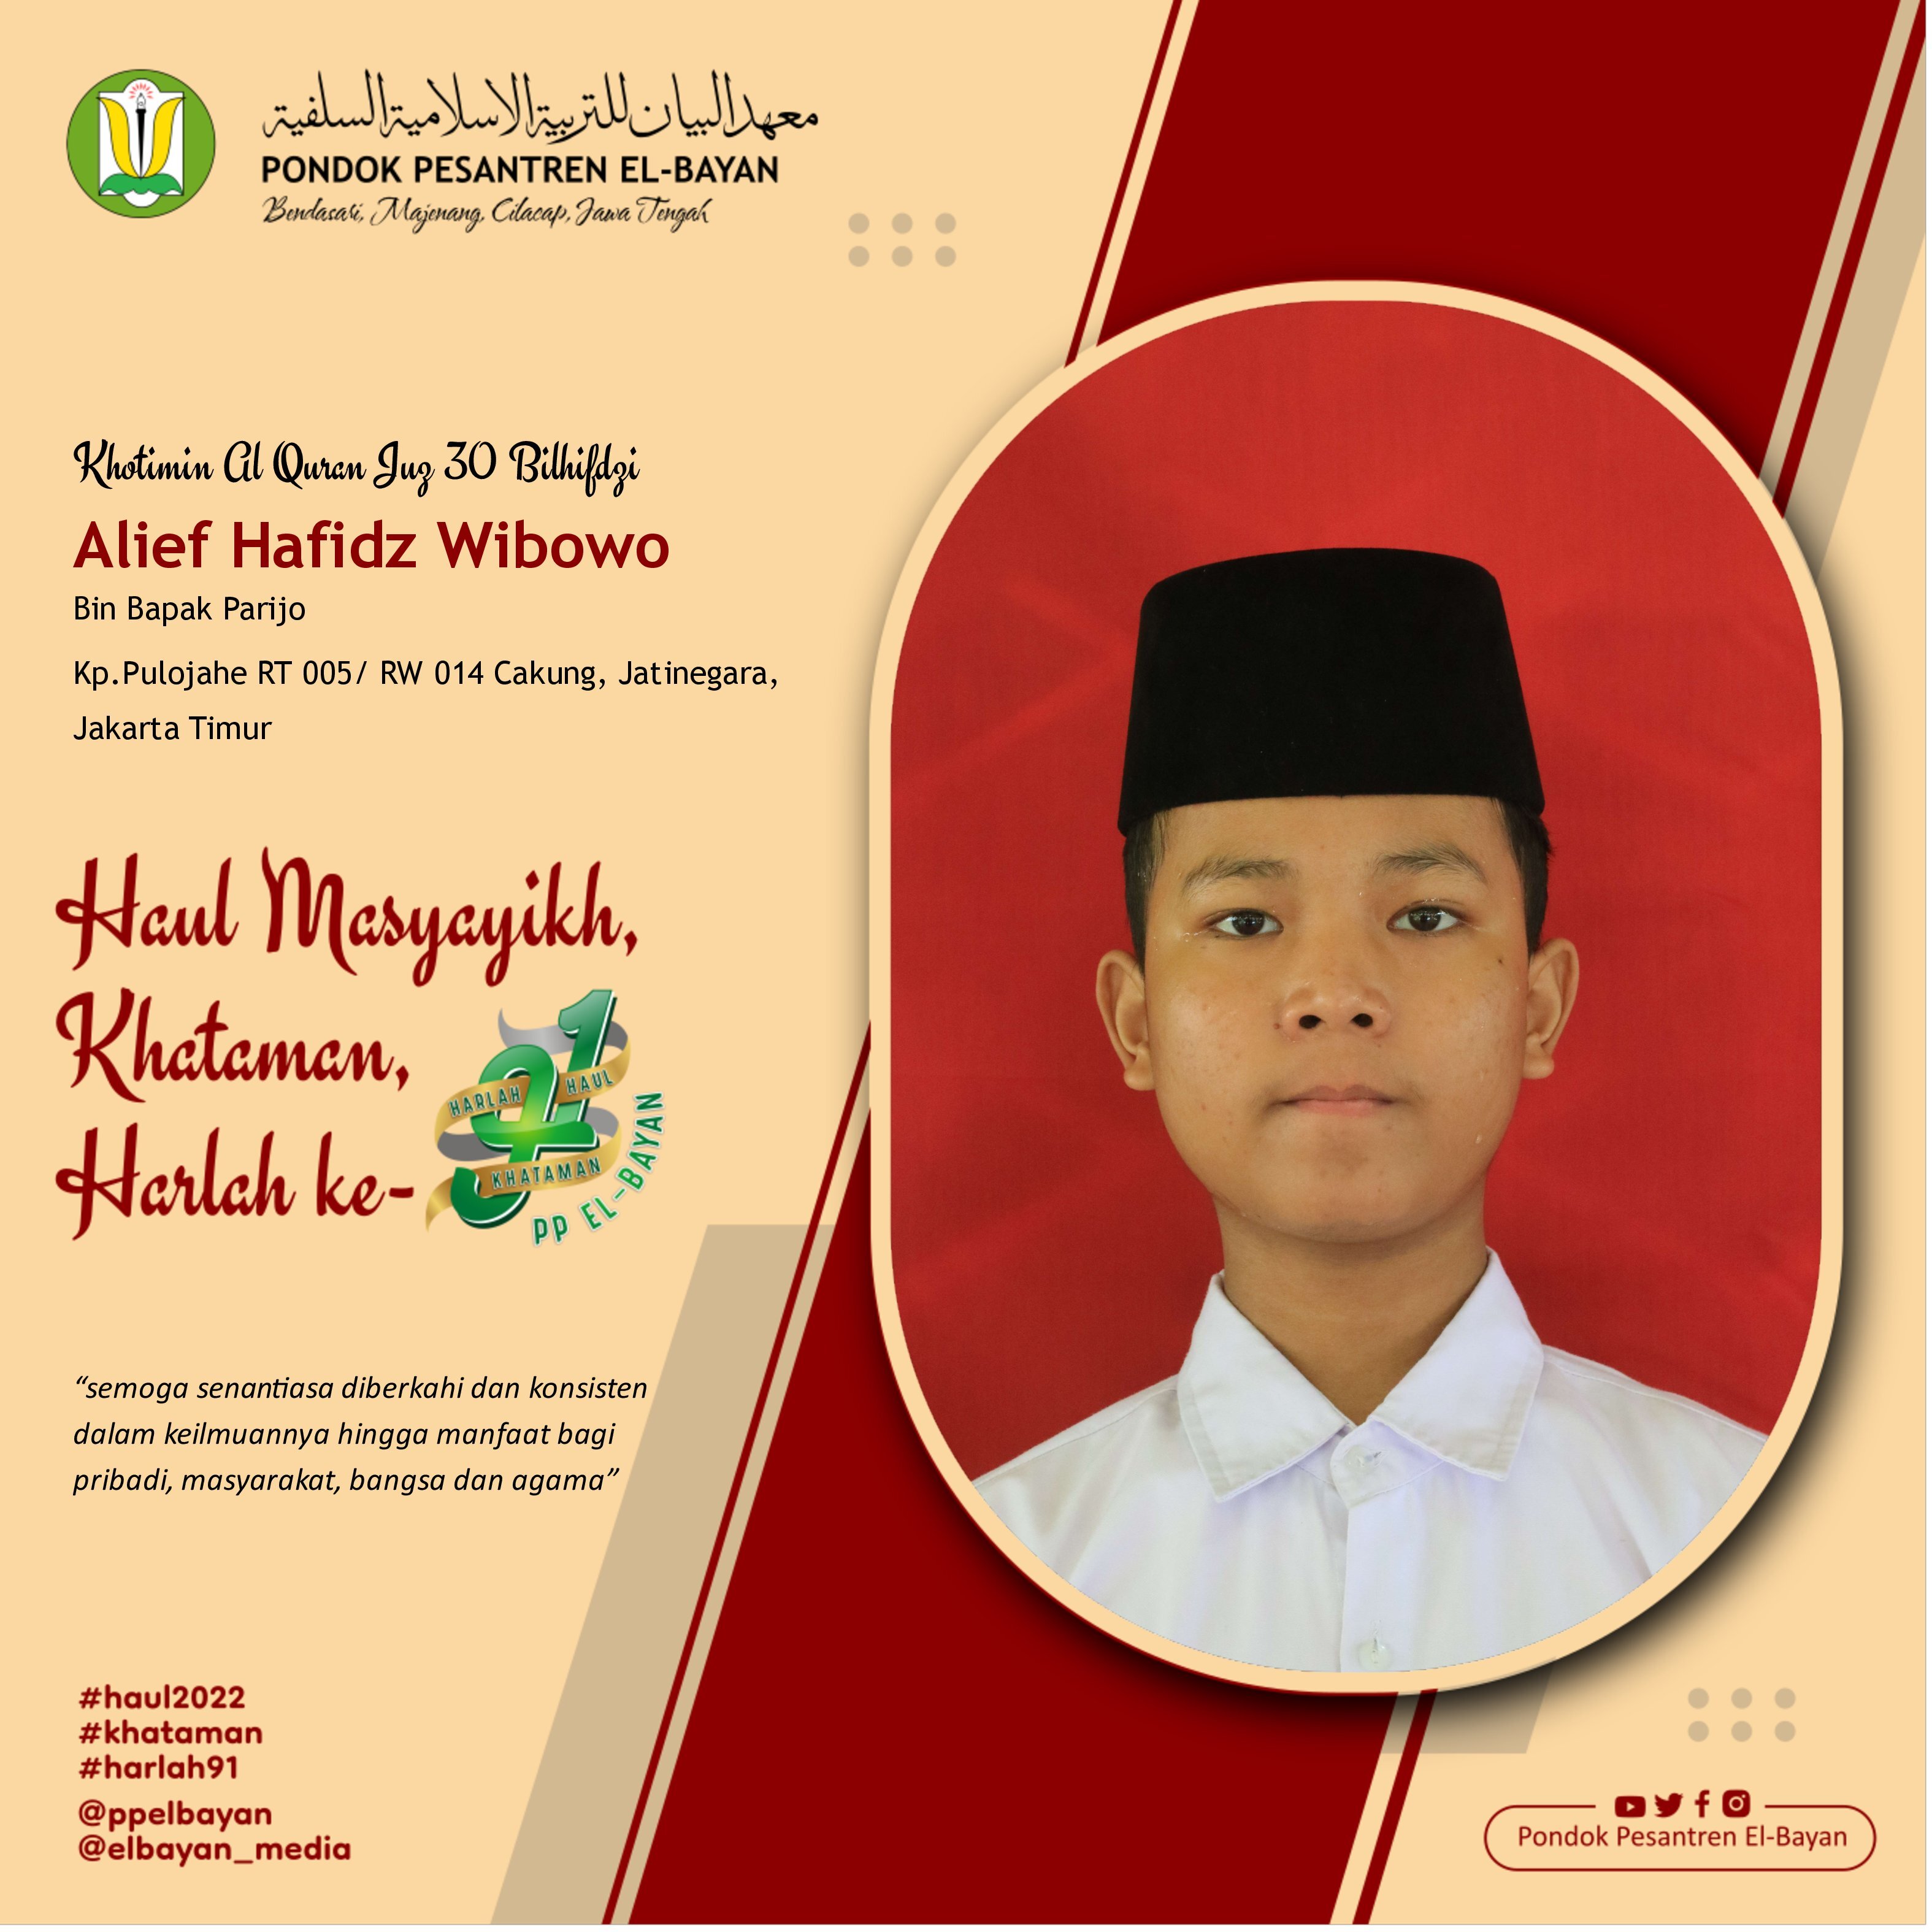 معهد البيان للتربية الاسلامية السلفية
PONDOK PESANTREN EL-BAYAN
Bendasari, Majenang, Cilacap, Jawa Tengah
Khotimin Al Quran Juz 30 Bilhifdzi
Alief Hafidz Wibowo
Bin Bapak Parijo
Kp.Pulojahe RT 005/ RW 014 Cakung, Jatinegara,
Jakarta Timur
Haul Masyayikh,
Khataman,
Harlah ke-
91
HARLAH HAUL
KHATAMAN
PP EL-BAYAN
“semoga senantiasa diberkahi dan konsisten
dalam keilmuannya hingga manfaat bagi
pribadi, masyarakat, bangsa dan agama”
#haul2022
#khataman
#harlah91
@ppelbayan
@elbayan_media
Pondok Pesantren El-Bayan